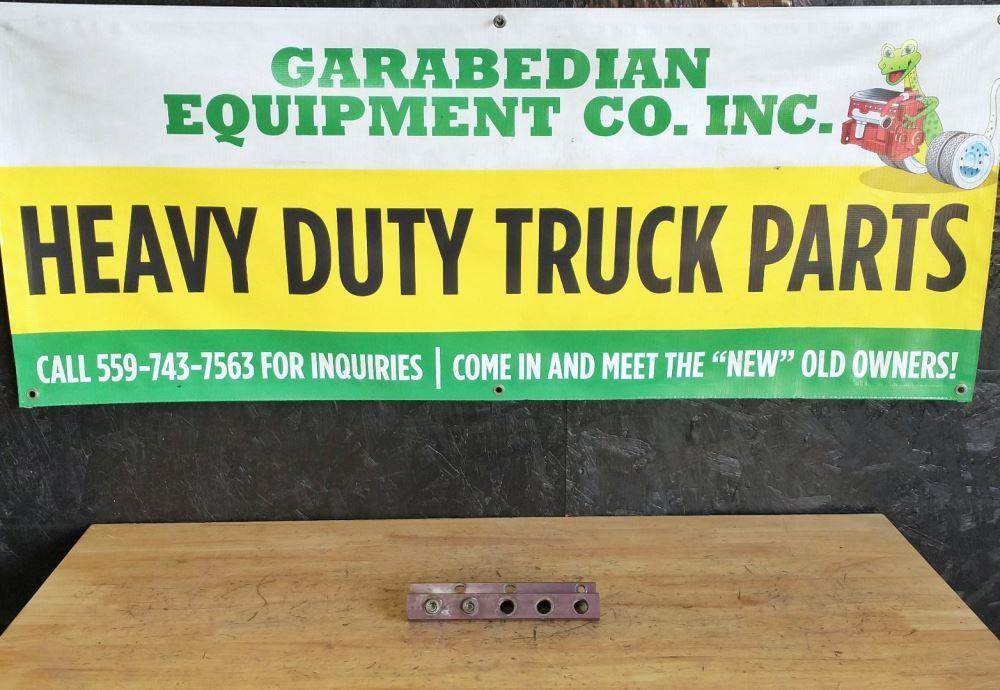 GARABEDIAN
EQUIPMENT CO. INC.
HEAVY DUTY TRUCK PARTS
CALL 559-743-7563 FOR INQUIRIES | COME IN AND MEET THE “NEW” OLD OWNERS!